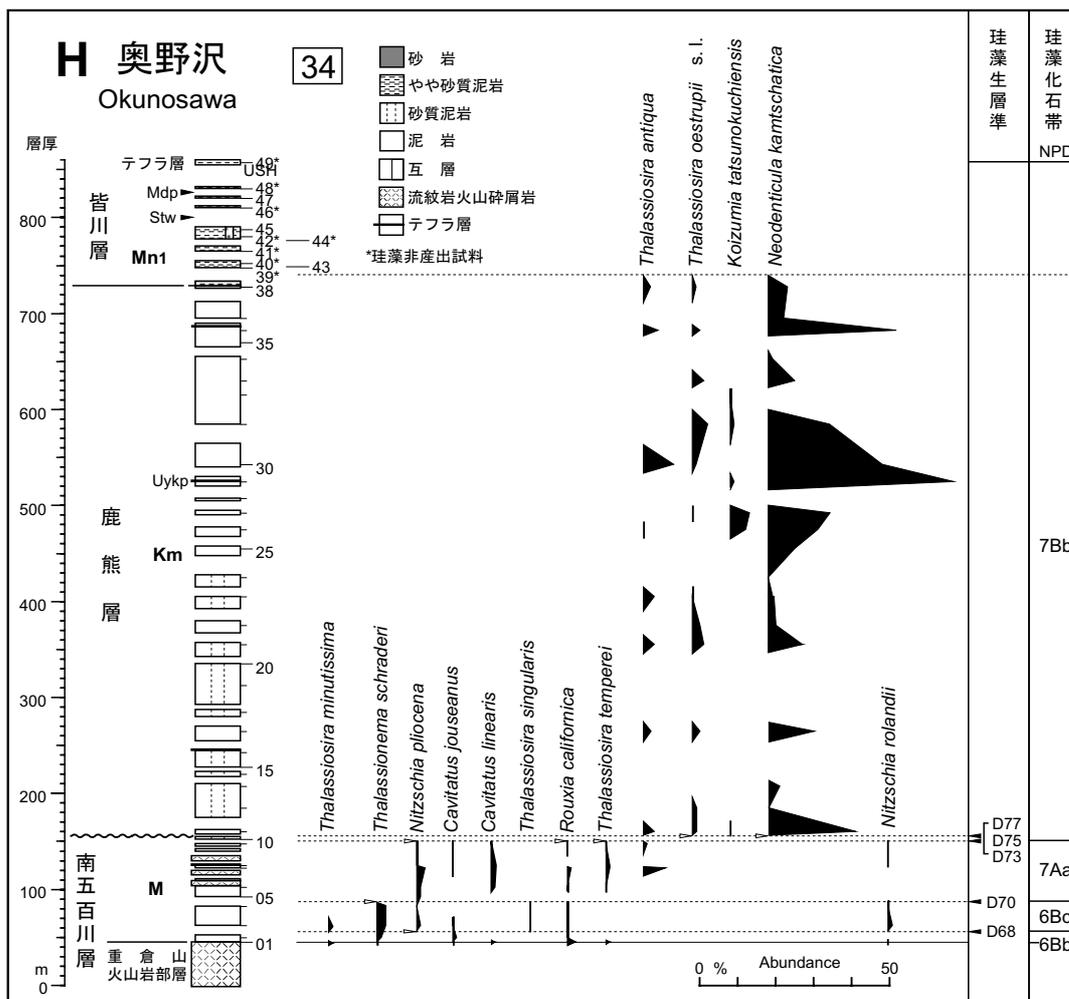 H 奥野沢
Okunosawa
34
砂 岩
やや砂質泥岩
砂質泥岩
泥 岩
互 層
流紋岩火山砕屑岩
テフラ層
*珪藻非産出試料
珪藻生層準
珪藻化石帯
NPD
層厚
m
800
700
600
500
400
300
200
100
0
皆川層
Mn1
鹿熊層
Km
南五百川層
M
重倉山
火山岩部層
テフラ層
Mdp
Stw
Uykp
49*
USH
48*
47
46*
45
42*
44*
41*
40*
43
39*
38
35
30
25
20
15
10
05
01
Thalassiosira minutissima
Thalassionema schraderi
Nitzschia pliocena
Cavitatus jouseanus
Cavitatus linearis
Thalassiosira singularis
Rouxia californica
Thalassiosira temperei
Thalassiosira antiqua
Thalassiosira oestrupii s. l.
Koizumia tatsunokuchiensis
Neodenticula kamtschatica
Nitzschia rolandii
D77
D75
D73
D70
D68
7Bb
7Aa
6Bb
0 % Abundance 50